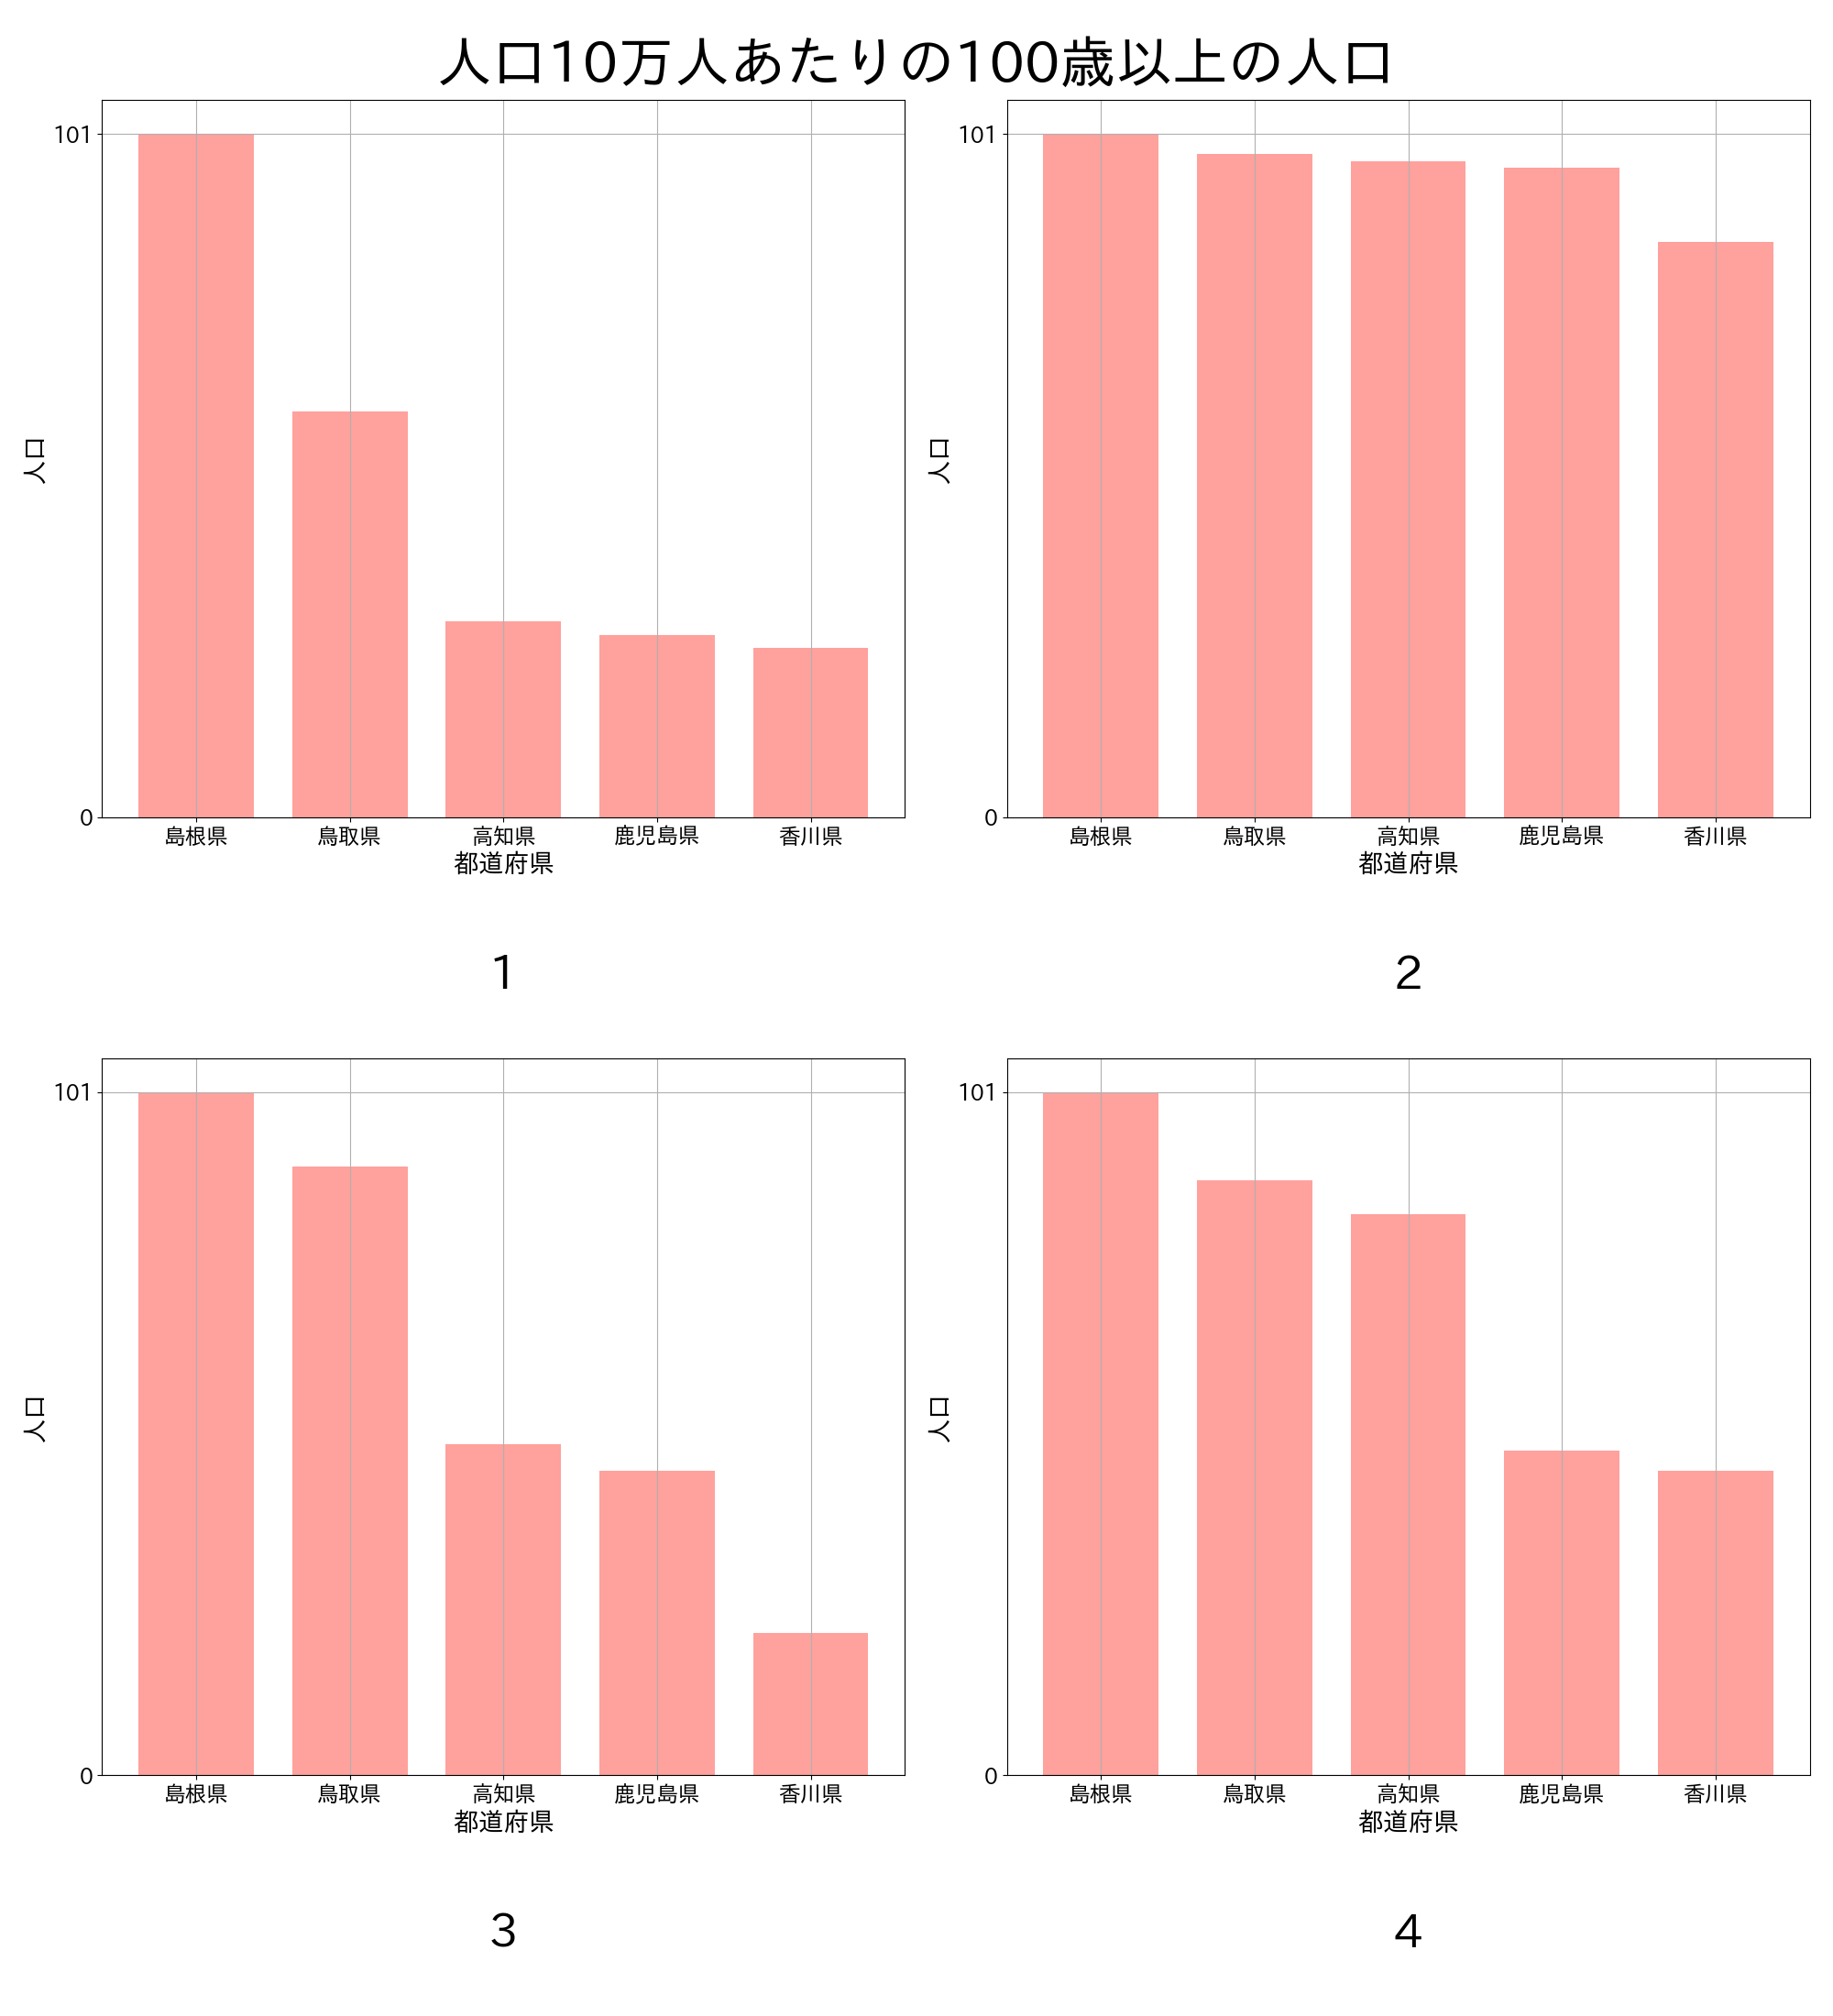 人口10万人あたりの100歳以上の人口
101
人口
0
島根県 鳥取県 高知県 鹿児島県 香川県
都道府県
1
101
人口
0
島根県 鳥取県 高知県 鹿児島県 香川県
都道府県
2
101
人口
0
島根県 鳥取県 高知県 鹿児島県 香川県
都道府県
3
101
人口
0
島根県 鳥取県 高知県 鹿児島県 香川県
都道府県
4